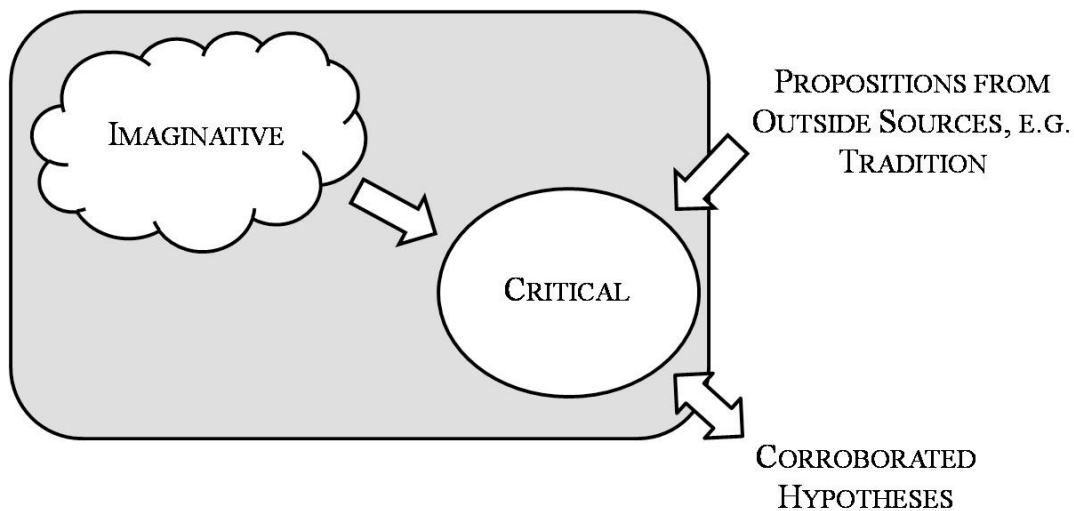 IMAGINATIVE
PROPOSITIONS FROM
OUTSIDE SOURCES, E.G.
TRADITION
CRITICAL
CORROBORATED
HYPOTHESES